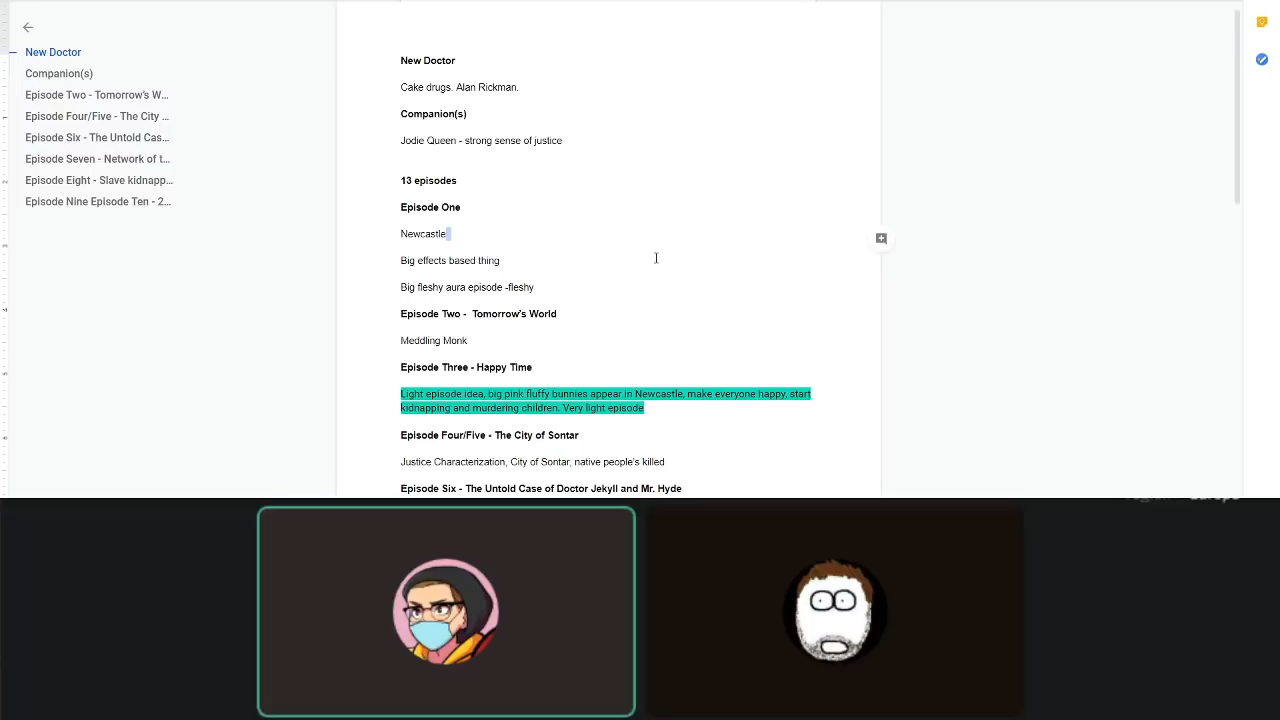 New Doctor
Companion(s)
Episode Two - Tomorrow's W...
Episode Four/Five - The City ...
Episode Six - The Untold Cas...
Episode Seven - Network of t...
Episode Eight - Slave kidnapp...
Episode Nine Episode Ten - 2...
New Doctor
Cake drugs. Alan Rickman.
Companion(s)
Jodie Queen - strong sense of justice
13 episodes
Episode One
Newcastle
Big effects based thing
Big fleshy aura episode -fleshy
Episode Two -  Tomorrow's World
Meddling Monk
Episode Three - Happy Time
Light episode idea, big pink fluffy bunnies appear in Newcastle, make everyone happy, start
kidnapping and murdering children. Very light episode
Episode Four/Five - The City of Sontar
Justice Characterization, City of Sontar, native people's killed
Episode Six - The Untold Case of Doctor Jekyll and Mr. Hyde